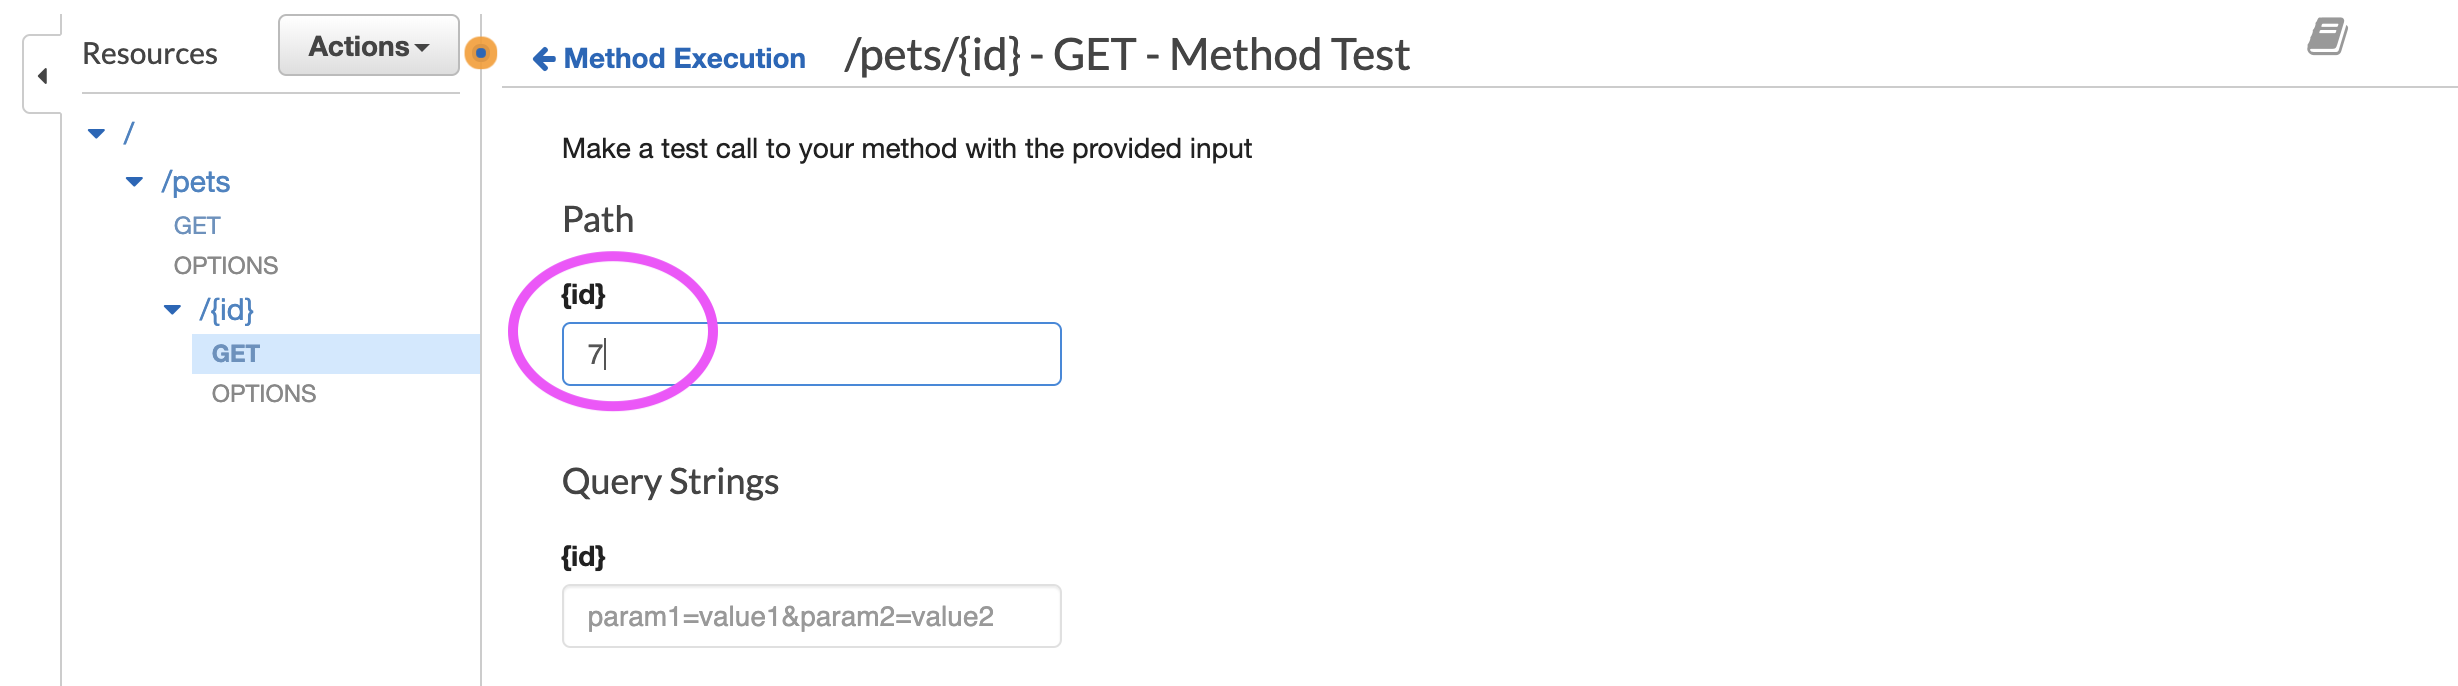 Resources
Actions
/
/pets
GET
OPTIONS
/{id}
GET
OPTIONS
Method Execution
/pets/{id} - GET - Method Test
Make a test call to your method with the provided input
Path
{id}
7
Query Strings
{id}
param1=value1&param2=value2